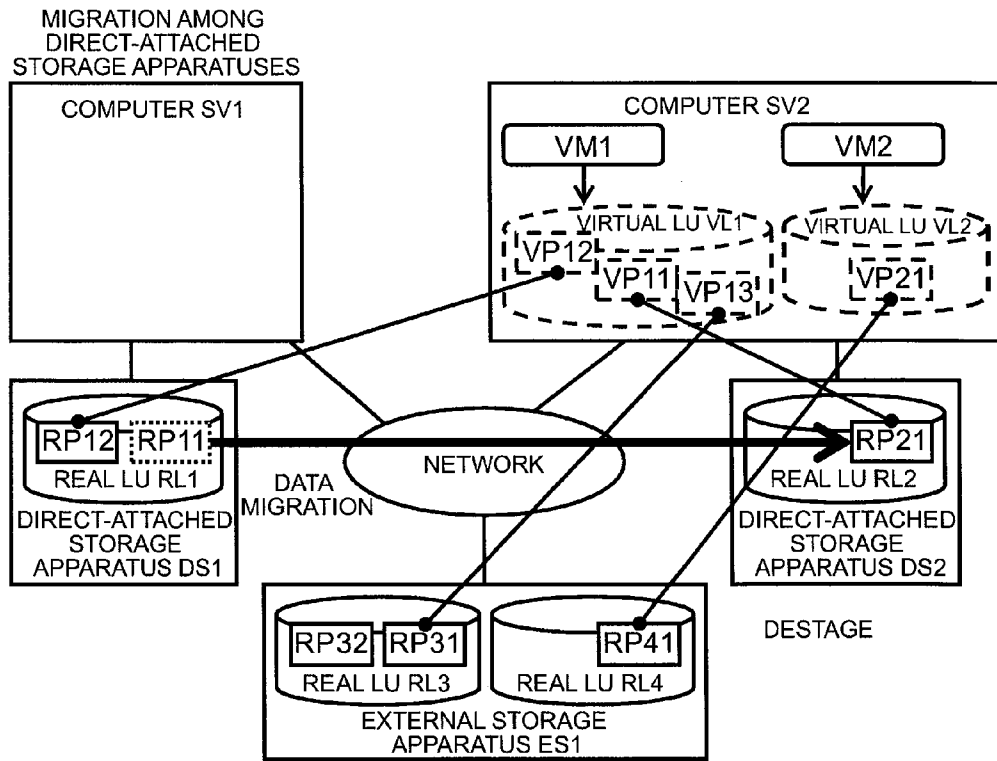 MIGRATION AMONG
DIRECT-ATTACHED
STORAGE APPARATUSES
COMPUTER SV1
COMPUTER SV2
VM1
VM2
VIRTUAL LU VL1
VIRTUAL LU VL2
VP12
VP11
VP13
VP21
RP12
RP11
REAL LU RL1
DIRECT-ATTACHED
STORAGE
APPARATUS DS1
DATA
MIGRATION
NETWORK
RP21
REAL LU RL2
DIRECT-ATTACHED
STORAGE
APPARATUS DS2
RP32
RP31
REAL LU RL3
RP41
REAL LU RL4
EXTERNAL STORAGE
APPARATUS ES1
DESTAGE